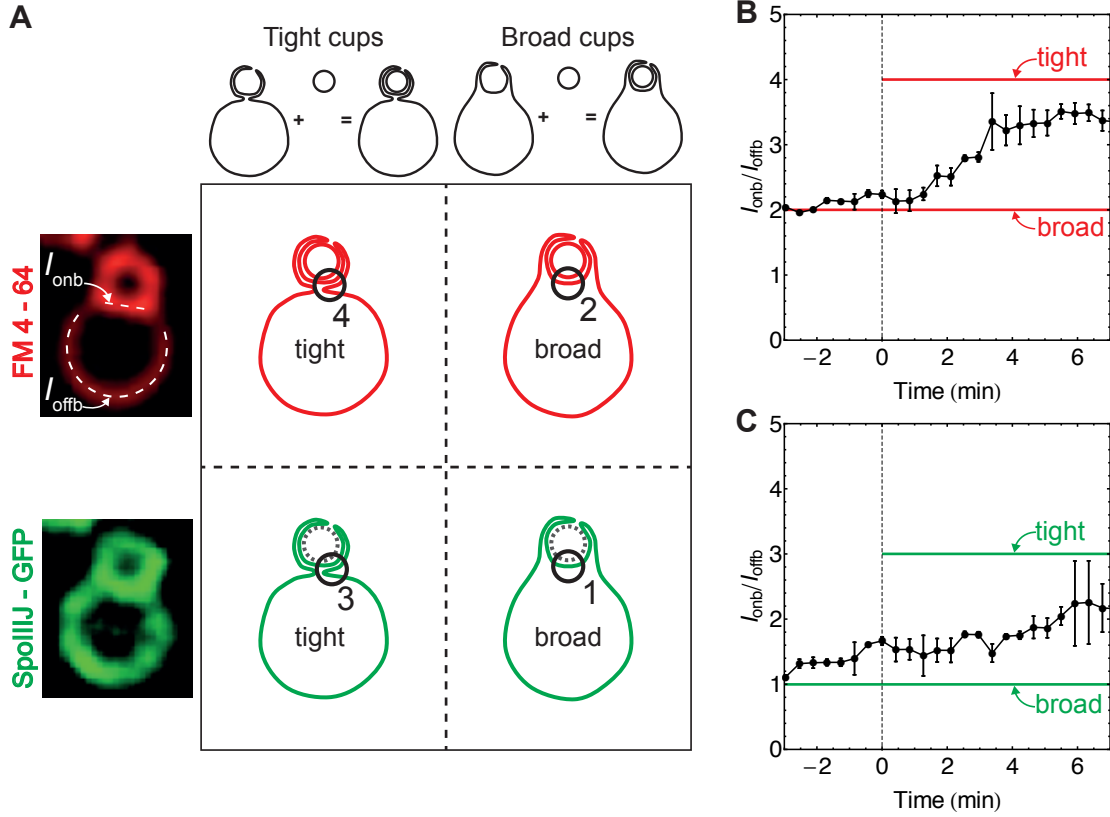 A
Tight cups
Broad cups
+ =
+ =
FM 4 - 64
Ionb
Ioffb
4
tight
2
broad
SpoIIIJ - GFP
3
tight
1
broad
B
Ionb/Ioffb
5
4
3
2
1
0
tight
broad
−2 0 2 4 6
Time (min)
C
Ionb/Ioffb
5
4
3
2
1
0
tight
broad
−2 0 2 4 6
Time (min)